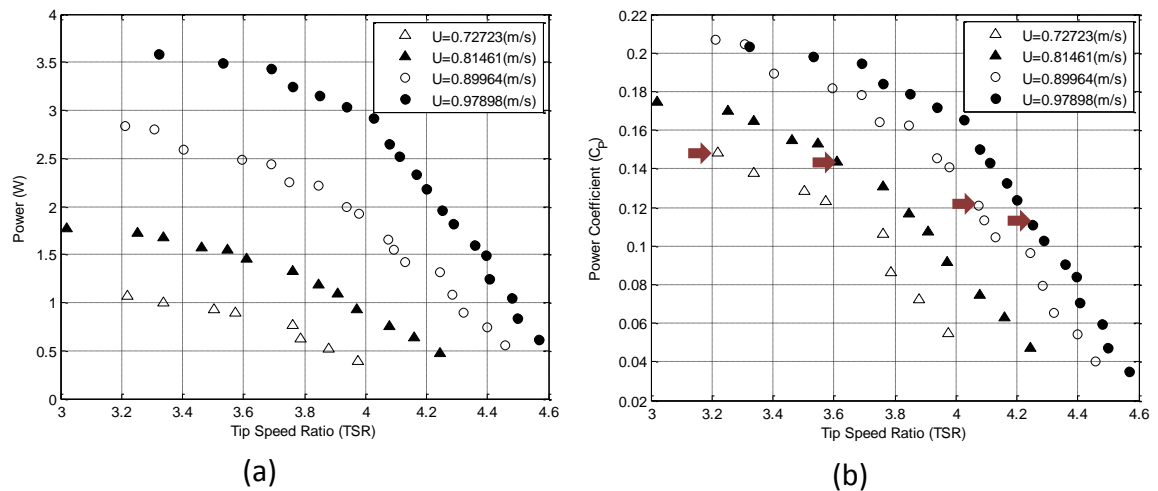 4
3.5
3
2.5
2
1.5
1
0.5
0
Power (W)
3 3.2 3.4 3.6 3.8 4 4.2 4.4 4.6
Tip Speed Ratio (TSR)
U=0.72723(m/s)
U=0.81461(m/s)
U=0.89964(m/s)
U=0.97898(m/s)
(a)
0.22
0.2
0.18
0.16
0.14
0.12
0.1
0.08
0.06
0.04
0.02
Power Coefficient (C_P)
3 3.2 3.4 3.6 3.8 4 4.2 4.4 4.6
Tip Speed Ratio (TSR)
U=0.72723(m/s)
U=0.81461(m/s)
U=0.89964(m/s)
U=0.97898(m/s)
(b)